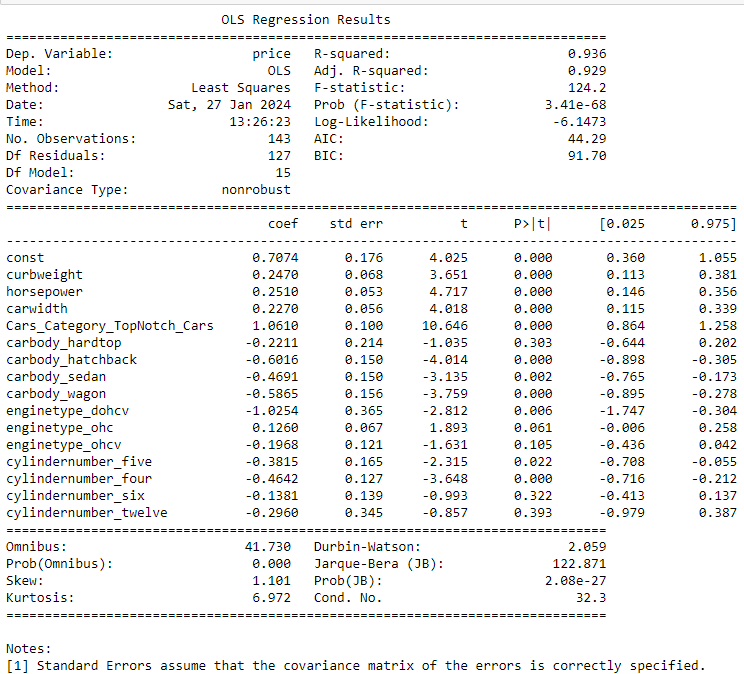 OLS Regression Results
==============================================================================
Dep. Variable: price R-squared: 0.936
Model: OLS Adj. R-squared: 0.929
Method: Least Squares F-statistic: 124.2
Date: Sat, 27 Jan 2024 Prob (F-statistic): 3.41e-68
Time: 13:26:23 Log-Likelihood: -6.1473
No. Observations: 143 AIC: 44.29
Df Residuals: 127 BIC: 91.70
Df Model: 15
Covariance Type: nonrobust
===============================================================================================
coef std err t P>|t| [0.025 0.975]
-----------------------------------------------------------------------------------------------
const 0.7074 0.176 4.025 0.000 0.360 1.055
curbweight 0.2470 0.068 3.651 0.000 0.113 0.381
horsepower 0.2510 0.053 4.717 0.000 0.146 0.356
carwidth 0.2270 0.056 4.018 0.000 0.115 0.339
Cars_Category_TopNotch_Cars 1.0610 0.100 10.646 0.000 0.864 1.258
carbody_hardtop -0.2211 0.214 -1.035 0.303 -0.644 0.202
carbody_hatchback -0.6016 0.150 -4.014 0.000 -0.898 -0.305
carbody_sedan -0.4691 0.150 -3.135 0.002 -0.765 -0.173
carbody_wagon -0.5865 0.156 -3.759 0.000 -0.895 -0.278
enginetype_dohcv -1.0254 0.365 -2.812 0.006 -1.747 -0.304
enginetype_ohc 0.1260 0.067 1.893 0.061 -0.006 0.258
enginetype_ohcv -0.1968 0.121 -1.631 0.105 -0.436 0.042
cylindernumber_five -0.3815 0.165 -2.315 0.022 -0.708 -0.055
cylindernumber_four -0.4642 0.127 -3.648 0.000 -0.716 -0.212
cylindernumber_six -0.1381 0.139 -0.993 0.322 -0.413 0.137
cylindernumber_twelve -0.2960 0.345 -0.857 0.393 -0.979 0.387
==============================================================================
Omnibus: 41.730 Durbin-Watson: 2.059
Prob(Omnibus): 0.000 Jarque-Bera (JB): 122.871
Skew: 1.101 Prob(JB): 2.08e-27
Kurtosis: 6.972 Cond. No. 32.3
==============================================================================
Notes:
[1] Standard Errors assume that the covariance matrix of the errors is correctly specified.